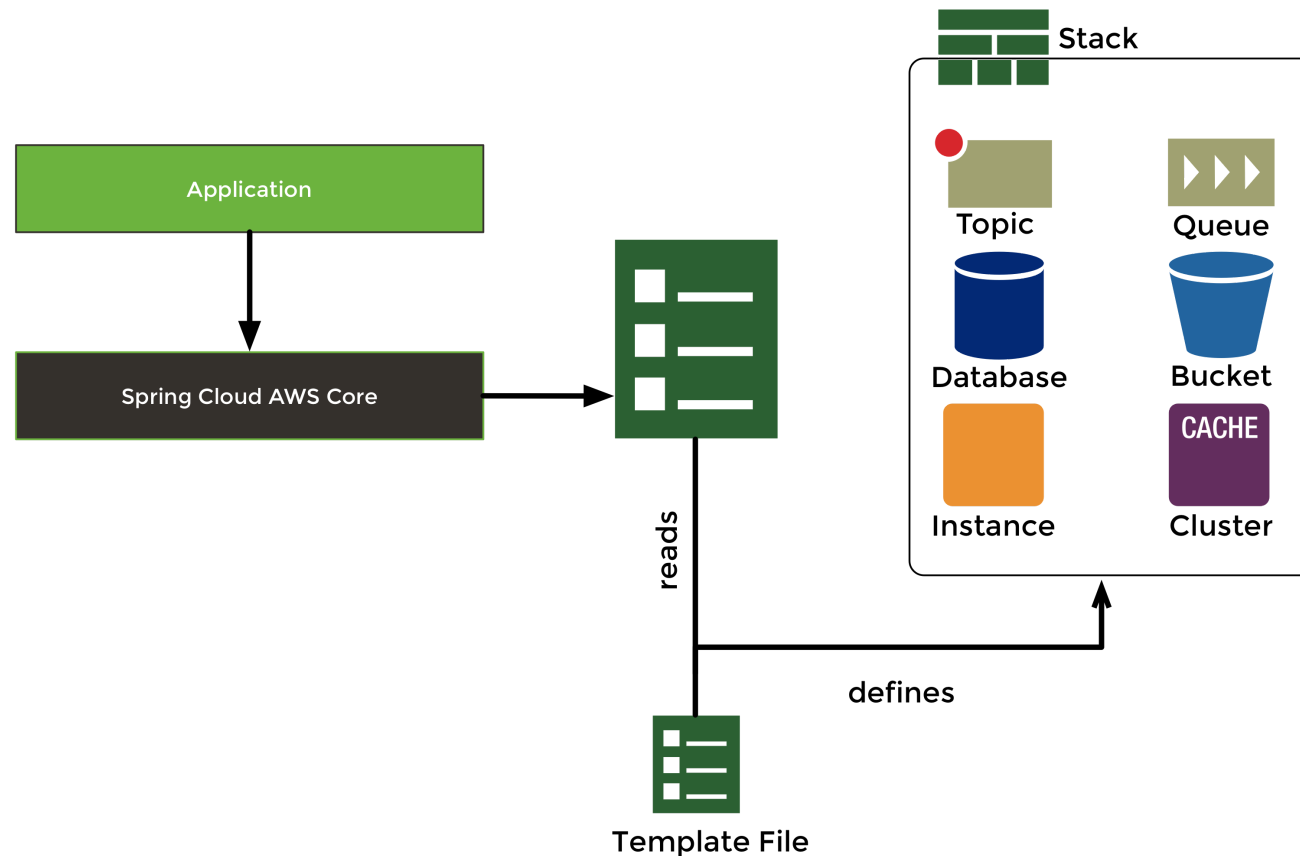 Stack
Application
Topic
Queue
Spring Cloud AWS Core
Database
Bucket
CACHE
Instance
Cluster
reads
defines
Template File